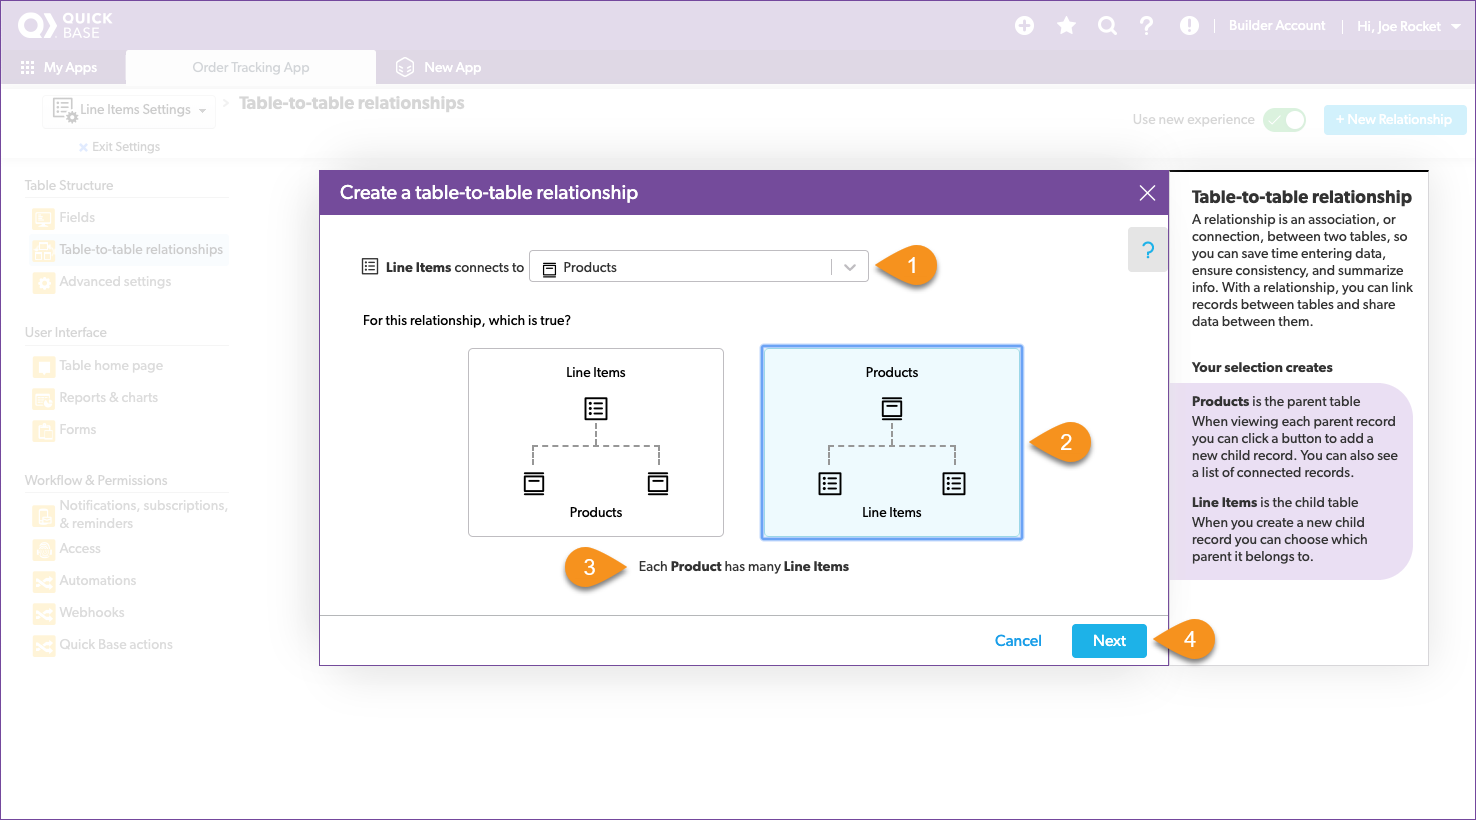 QUICK
BASE
Builder Account
Hi, Joe Rocket
My Apps
Order Tracking App
New App
Line Items Settings
> Table-to-table relationships
Use new experience
+ New Relationship
Exit Settings
Table Structure
Fields
Table-to-table relationships
Advanced settings
User Interface
Table home page
Reports & charts
Forms
Workflow & Permissions
Notifications, subscriptions,
& reminders
Access
Automations
Webhooks
Quick Base actions
Create a table-to-table relationship
?
Line Items connects to
Products
1
For this relationship, which is true?
Line Items
Products
Products
Line Items
2
3
Each Product has many Line Items
Cancel
Next
4
Table-to-table relationship
A relationship is an association, or
connection, between two tables, so
you can save time entering data,
ensure consistency, and summarize
info. With a relationship, you can link
records between tables and share
data between them.
Your selection creates
Products is the parent table
When viewing each parent record
you can click a button to add a
new child record. You can also see
a list of connected records.
Line Items is the child table
When you create a new child
record you can choose which
parent it belongs to.